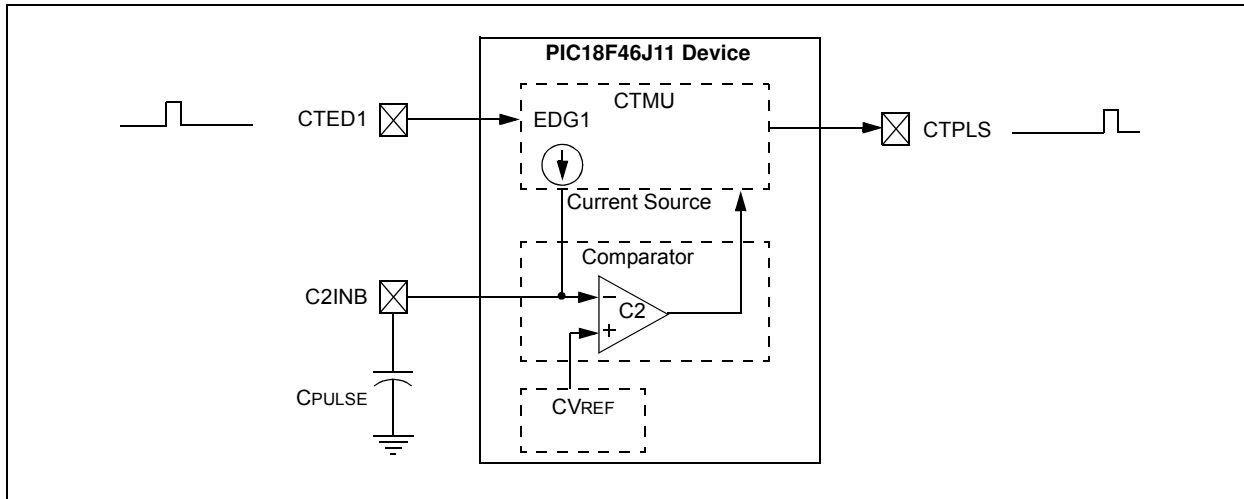 PIC18F46J11 Device
CTMU
CTED1
EDG1
CTPLS
Current Source
Comparator
C2INB
−
C2
+
CPULSE
CVREF